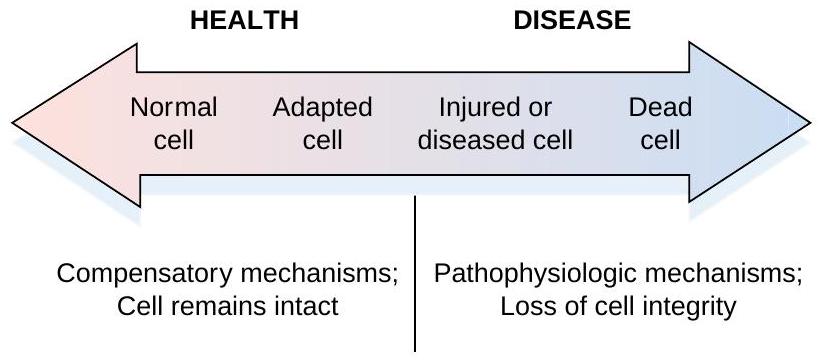 HEALTH
DISEASE
Normal
cell
Adapted
cell
Injured or
diseased cell
Dead
cell
Compensatory mechanisms;
Cell remains intact
Pathophysiologic mechanisms;
Loss of cell integrity